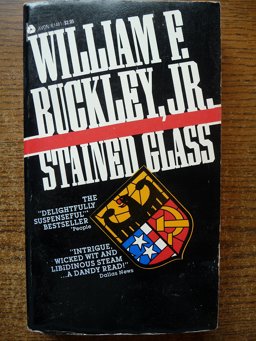 WILLIAM F.
BUCKLEY, JR.
STAINED GLASS
THE
"DELIGHTFULLY
SUSPENSEFUL"
BESTSELLER
People
"INTRIGUE,
WICKED WIT AND
LIBIDINOUS STEAM
...A DANDY READ!"
Dallas News